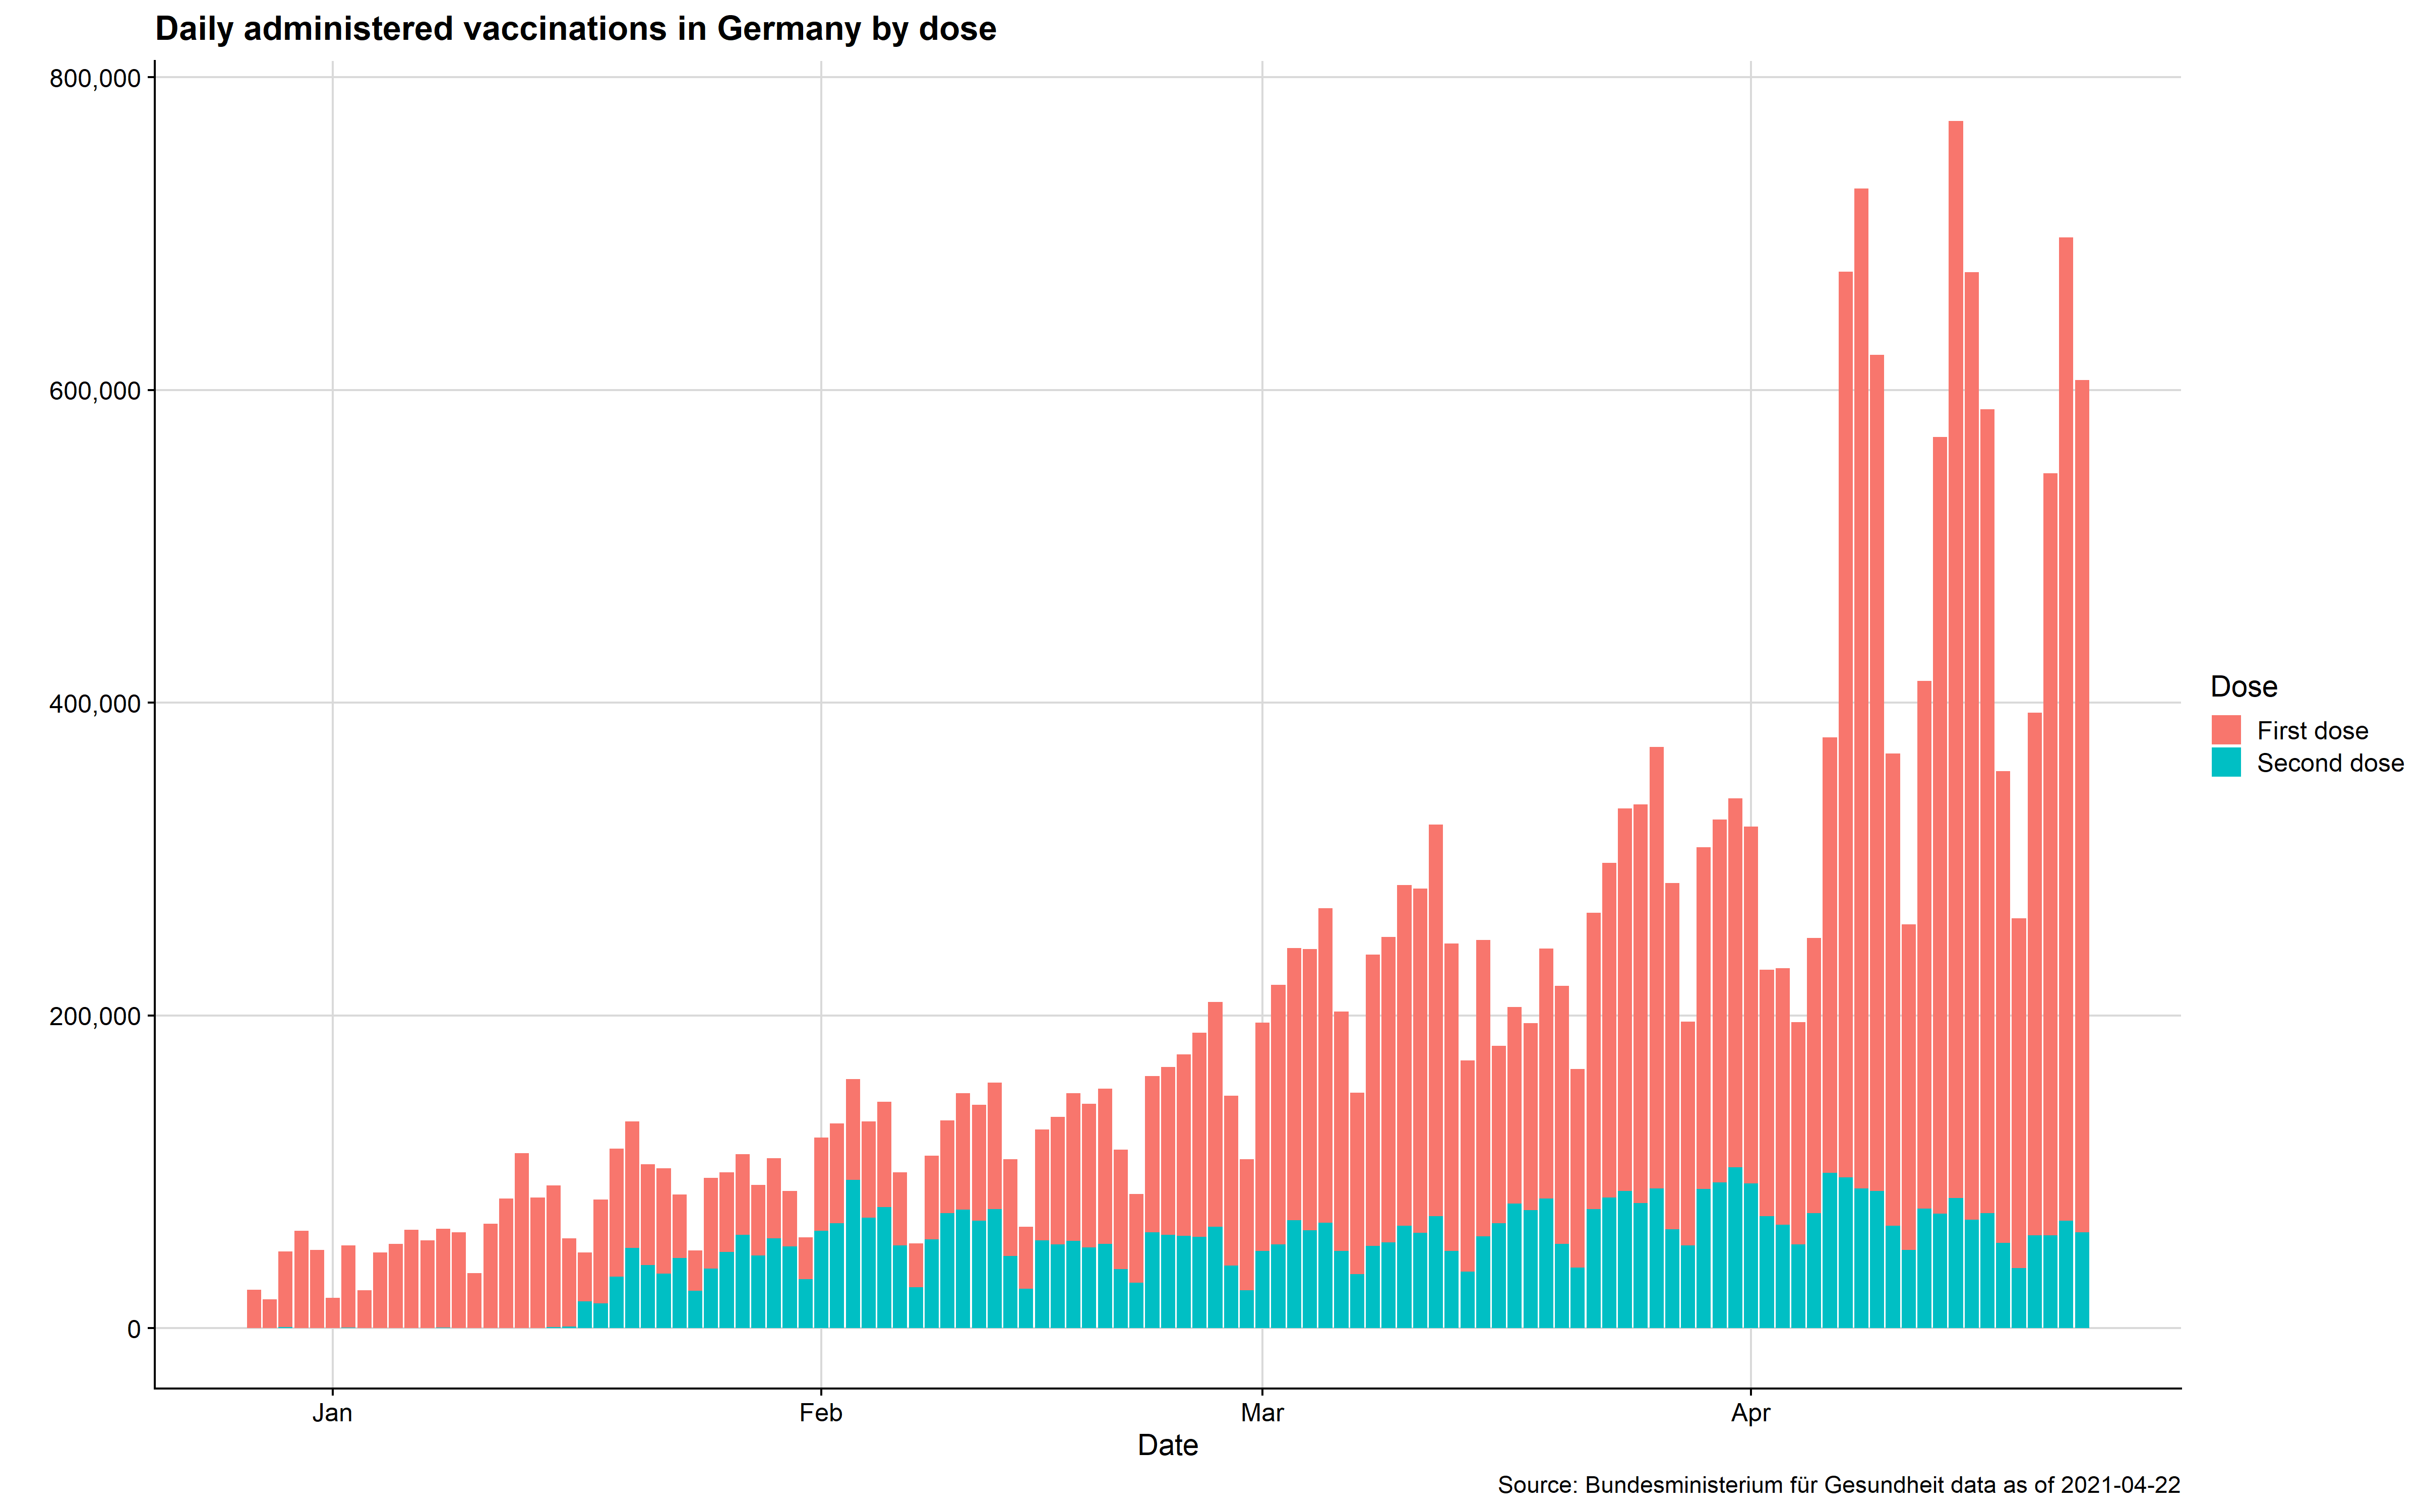 Daily administered vaccinations in Germany by dose
800,000
600,000
400,000
200,000
0
Jan Feb Mar Apr
Date
Dose
First dose
Second dose
Source: Bundesministerium für Gesundheit data as of 2021-04-22